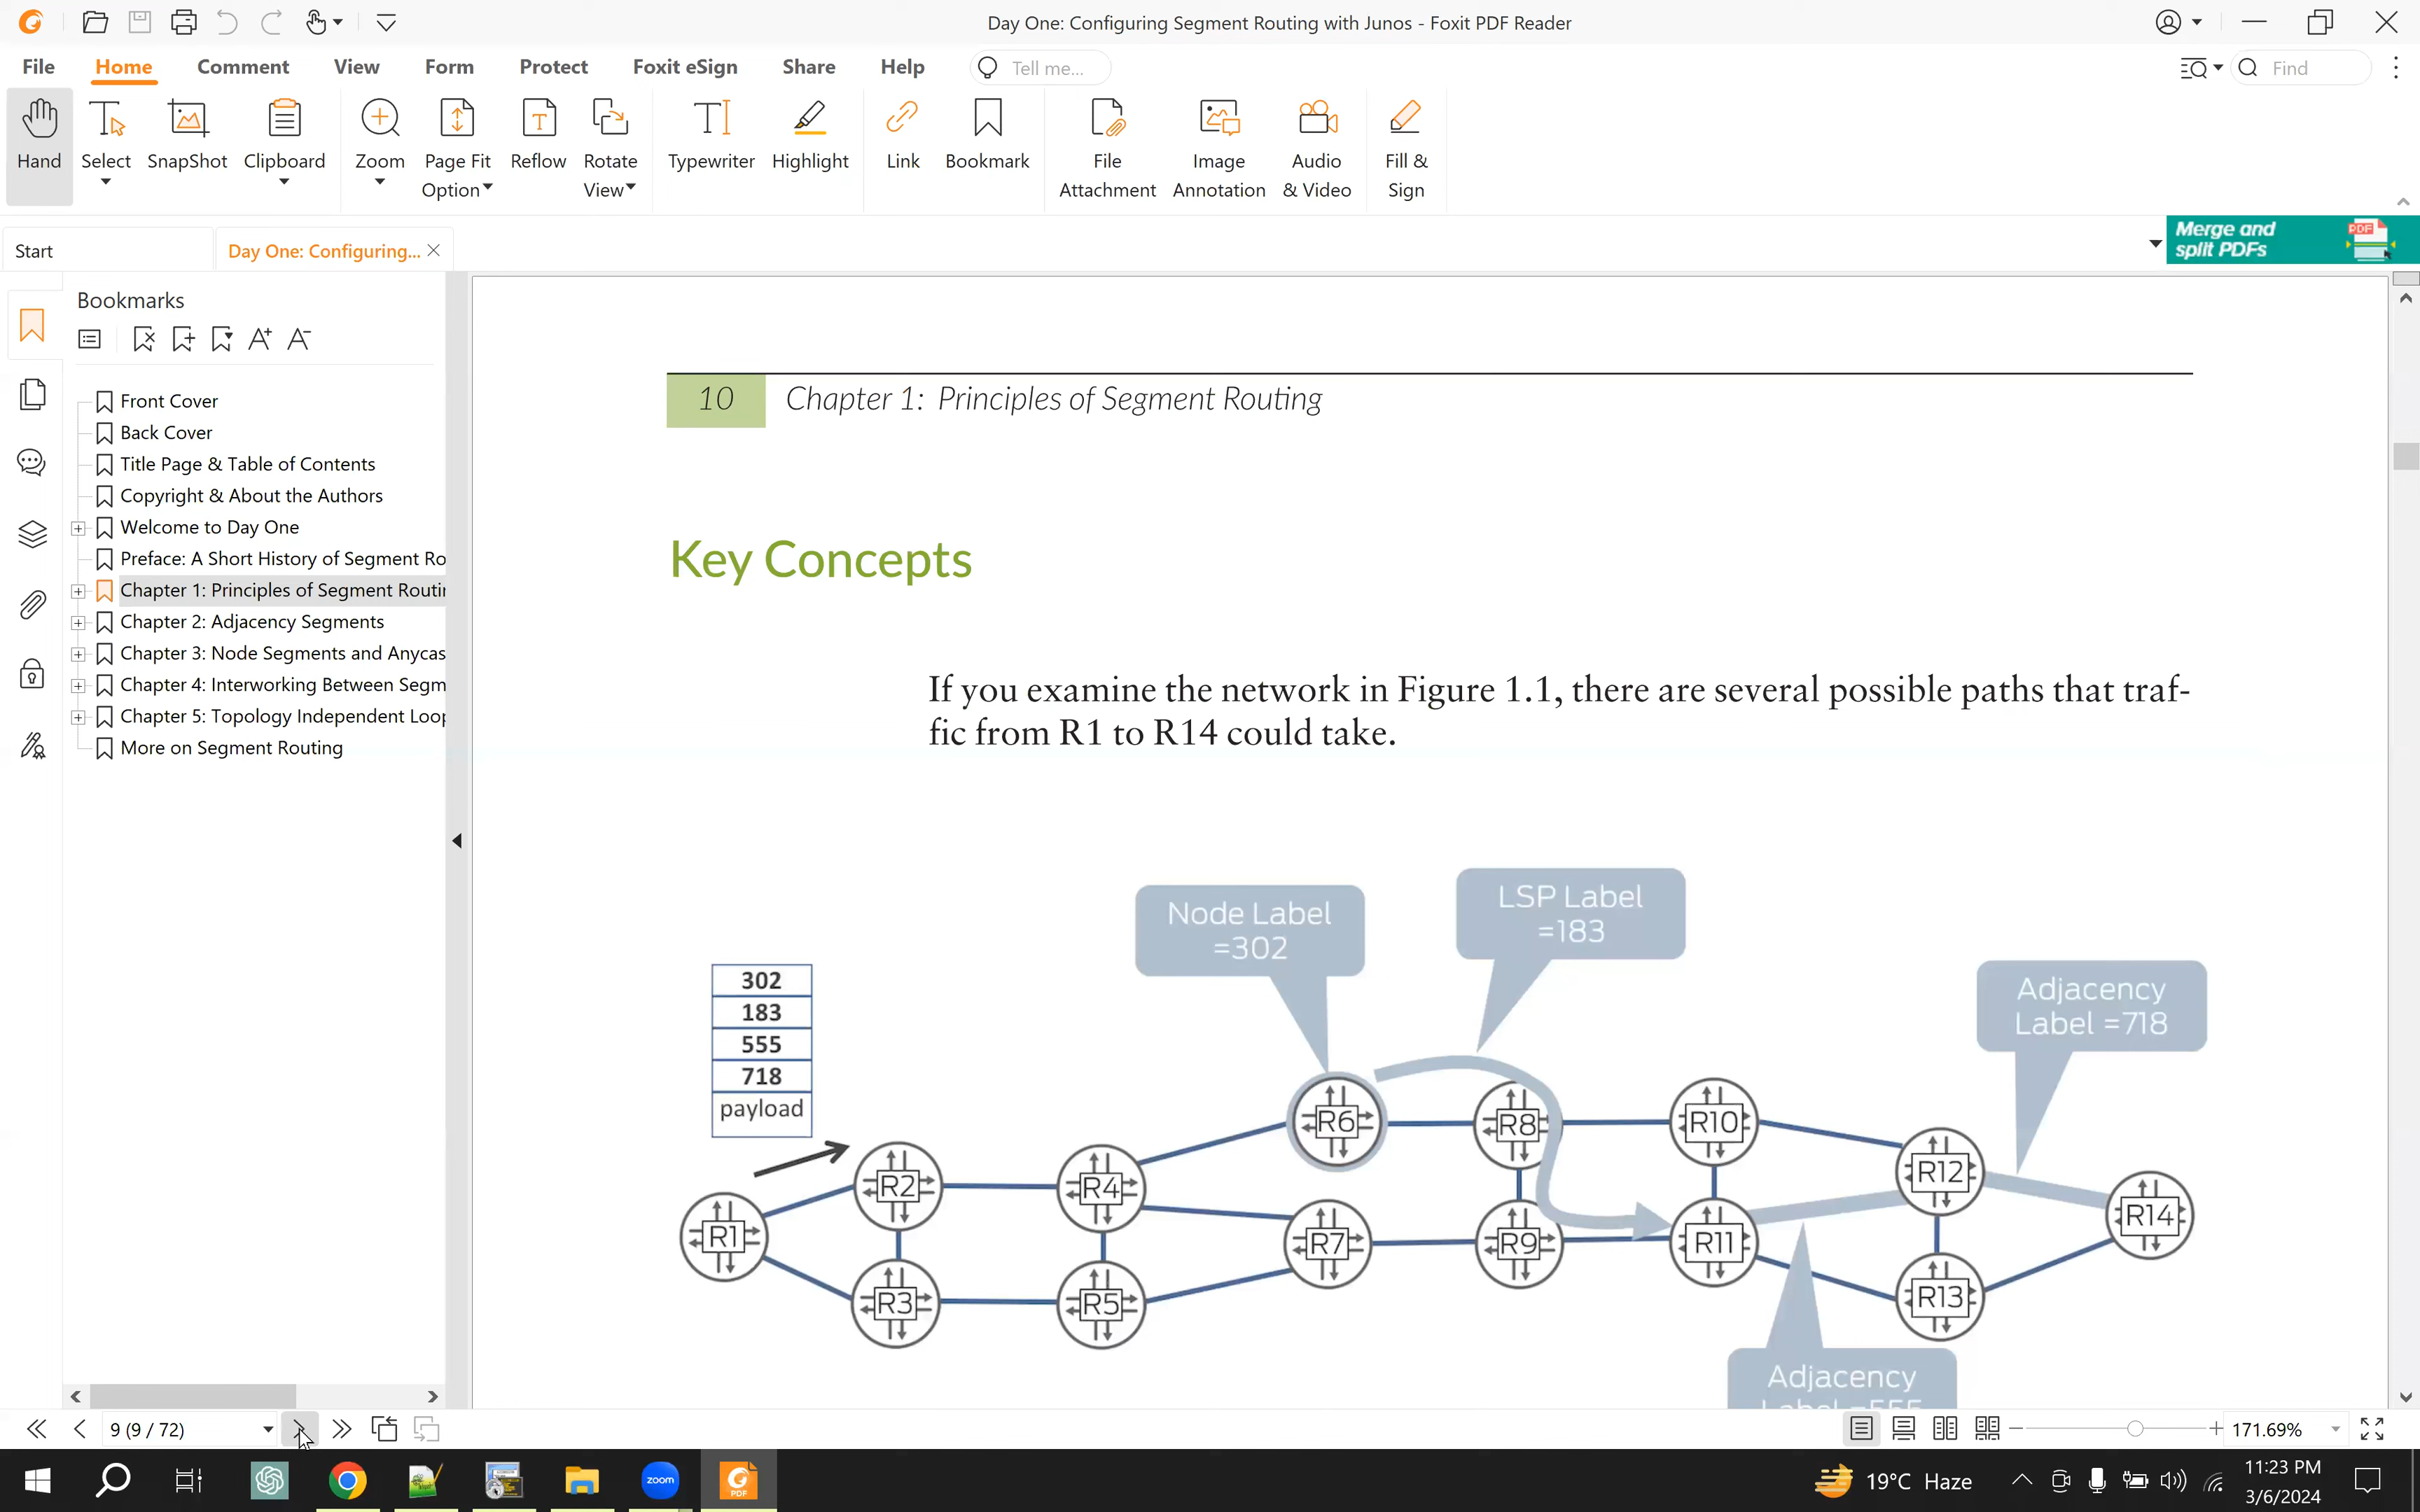 Day One: Configuring Segment Routing with Junos - Foxit PDF Reader
File Home Comment View Form Protect Foxit eSign Share Help Tell me... Find
Hand Select SnapShot Clipboard Zoom Page Fit Option Reflow Rotate View Typewriter Highlight Link Bookmark File Attachment Image Annotation Audio & Video Fill & Sign
Start Day One: Configuring...
Merge and
split PDFs
PDF
Bookmarks
Front Cover
Back Cover
Title Page & Table of Contents
Copyright & About the Authors
Welcome to Day One
Preface: A Short History of Segment Ro
Chapter 1: Principles of Segment Routin
Chapter 2: Adjacency Segments
Chapter 3: Node Segments and Anycas
Chapter 4: Interworking Between Segm
Chapter 5: Topology Independent Loop
More on Segment Routing
10 Chapter 1: Principles of Segment Routing
Key Concepts
If you examine the network in Figure 1.1, there are several possible paths that traf-
fic from R1 to R14 could take.
Node Label
=302
LSP Label
=183
Adjacency
Label =718
302
183
555
718
payload
R6 R8 R10
R2 R4 R12
R1 R7 R9 R11 R14
R3 R5 R13
Adjacency
Label =555
9 (9 / 72) 171.69%
zoom
PDF
19°C Haze
11:23 PM
3/6/2024